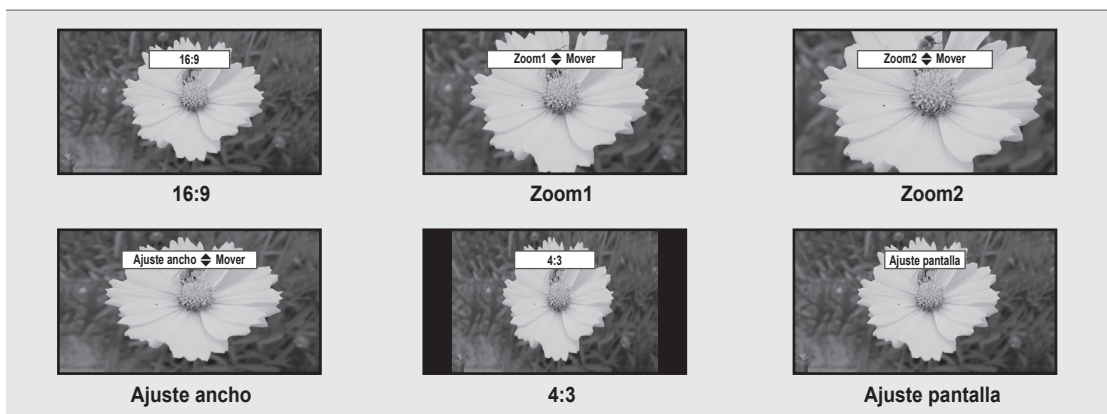 16:9
Zoom1 ◆ Mover
Zoom2 ◆ Mover
16:9
Zoom1
Zoom2
Ajuste ancho ◆ Mover
4:3
Ajuste pantalla
Ajuste ancho
4:3
Ajuste pantalla